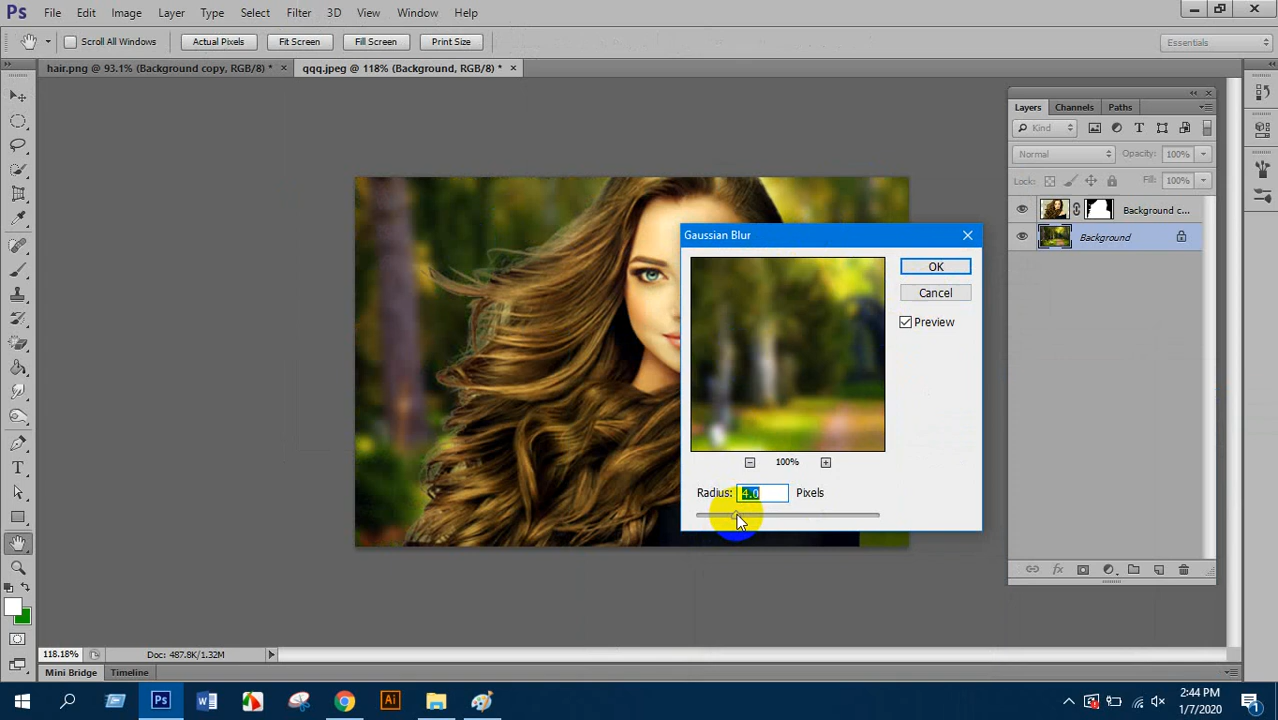 Ps File Edit Image Layer Type Select Filter 3D View Window Help
Scroll All Windows Actual Pixels Fit Screen Fill Screen Print Size Essentials
hair.png @ 93.1% (Background copy, RGB/8) * × qqq.jpeg @ 118% (Background, RGB/8) * ×
Layers Channels Paths
Kind
Normal Opacity: 100%
Lock: Fill: 100%
Background c...
Background
Gaussian Blur
OK
Cancel
Preview
100%
Radius: 4.0 Pixels
118.18% Doc: 487.8K/1.32M
Mini Bridge Timeline
Ps W Ai
2:44 PM
1/7/2020
1